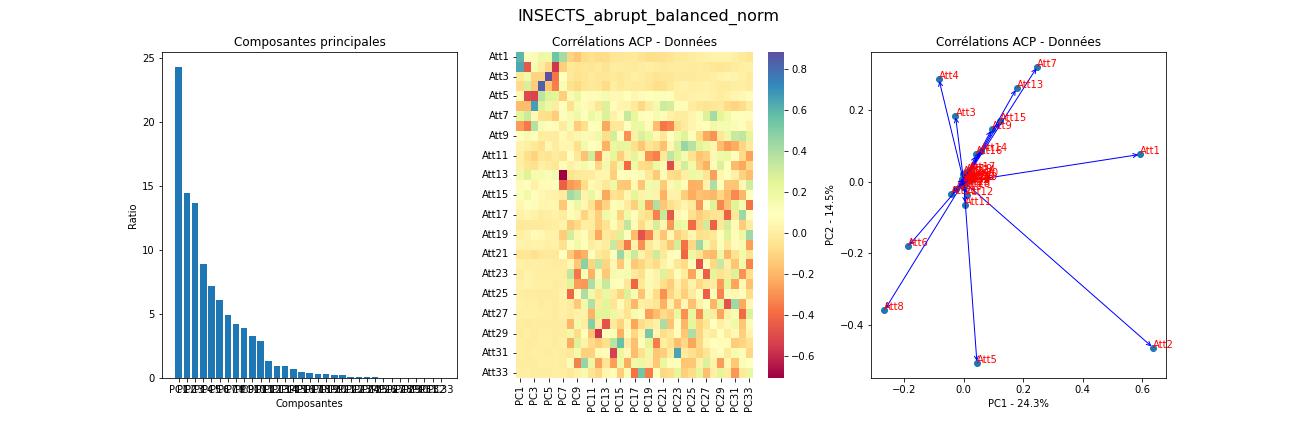 INSECTS_abrupt_balanced_norm
Composantes principales
Ratio
25
20
15
10
5
0
Composantes
Corrélations ACP - Données
Att1
Att3
Att5
Att7
Att9
Att11
Att13
Att15
Att17
Att19
Att21
Att23
Att25
Att27
Att29
Att31
Att33
PC1
PC3
PC5
PC7
PC9
PC11
PC13
PC15
PC17
PC19
PC21
PC23
PC25
PC27
PC29
PC31
PC33
0.8
0.6
0.4
0.2
0.0
−0.2
−0.4
−0.6
Corrélations ACP - Données
PC2 - 14.5%
0.2
0.0
−0.2
−0.4
Att7
Att4
Att13
Att3
Att15
Att9
Att14
Att16
Att1
Att12
Att11
Att6
Att8
Att2
Att5
−0.2
0.0
0.2
0.4
0.6
PC1 - 24.3%